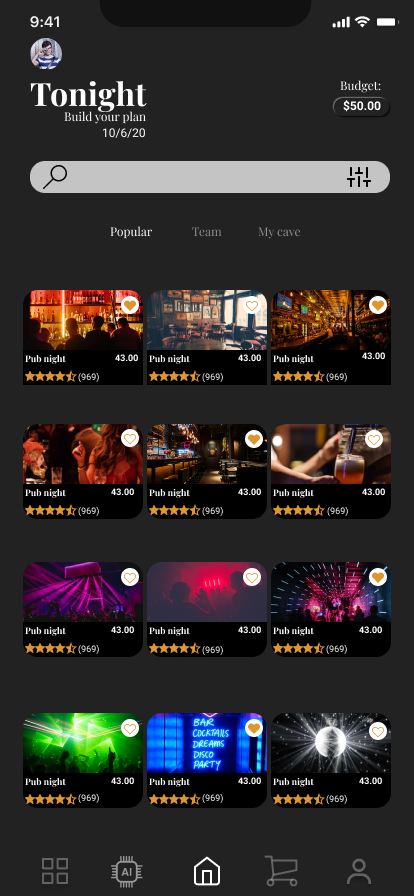 9:41
Tonight
Build your plan
10/6/20
Budget:
$50.00
Popular Team My cave
Pub night 43.00 Pub night Pub night 43.00
(969) (969) (969)
Pub night 43.00 Pub night 43.00 Pub night 43.00
(969) (969) (969)
Pub night 43.00 Pub night 43.00 Pub night 43.00
(969) (969) (969)
BAR
COCKTAILS
DREAMS
DISCO
PARTY
Pub night 43.00 Pub night 43.00 Pub night 43.00
(969) (969) (969)
AI